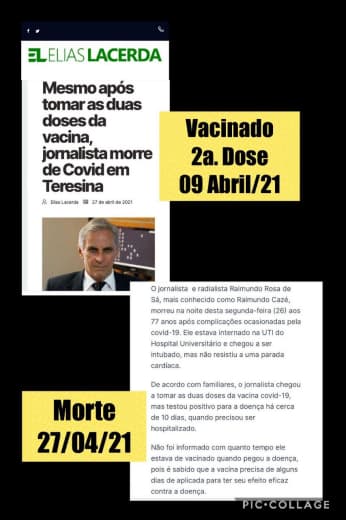 EL ELIAS LACERDA
Mesmo após
tomar as duas
doses da
vacina,
jornalista morre
de Covid em
Teresina
Elias Lacerda 27 de abril de 2021
Vacinado
2a. Dose
09 Abril/21
O jornalista e radialista Raimundo Rosa de
Sá, mais conhecido como Raimundo Cazé,
morreu na noite desta segunda-feira (26) aos
77 anos após complicações ocasionadas pela
covid-19. Ele estava internado na UTI do
Hospital Universitário e chegou a ser
intubado, mas não resistiu a uma parada
cardíaca.
De acordo com familiares, o jornalista chegou
a tomar as duas doses da vacina covid-19,
mas testou positivo para a doença há cerca
de 10 dias, quando precisou ser
hospitalizado.
Não foi informado com quanto tempo ele
estava de vacinado quando pegou a doença,
pois é sabido que a vacina precisa de alguns
dias de aplicada para ter seu efeito eficaz
contra a doença.
Morte
27/04/21
PIC•COLLAGE